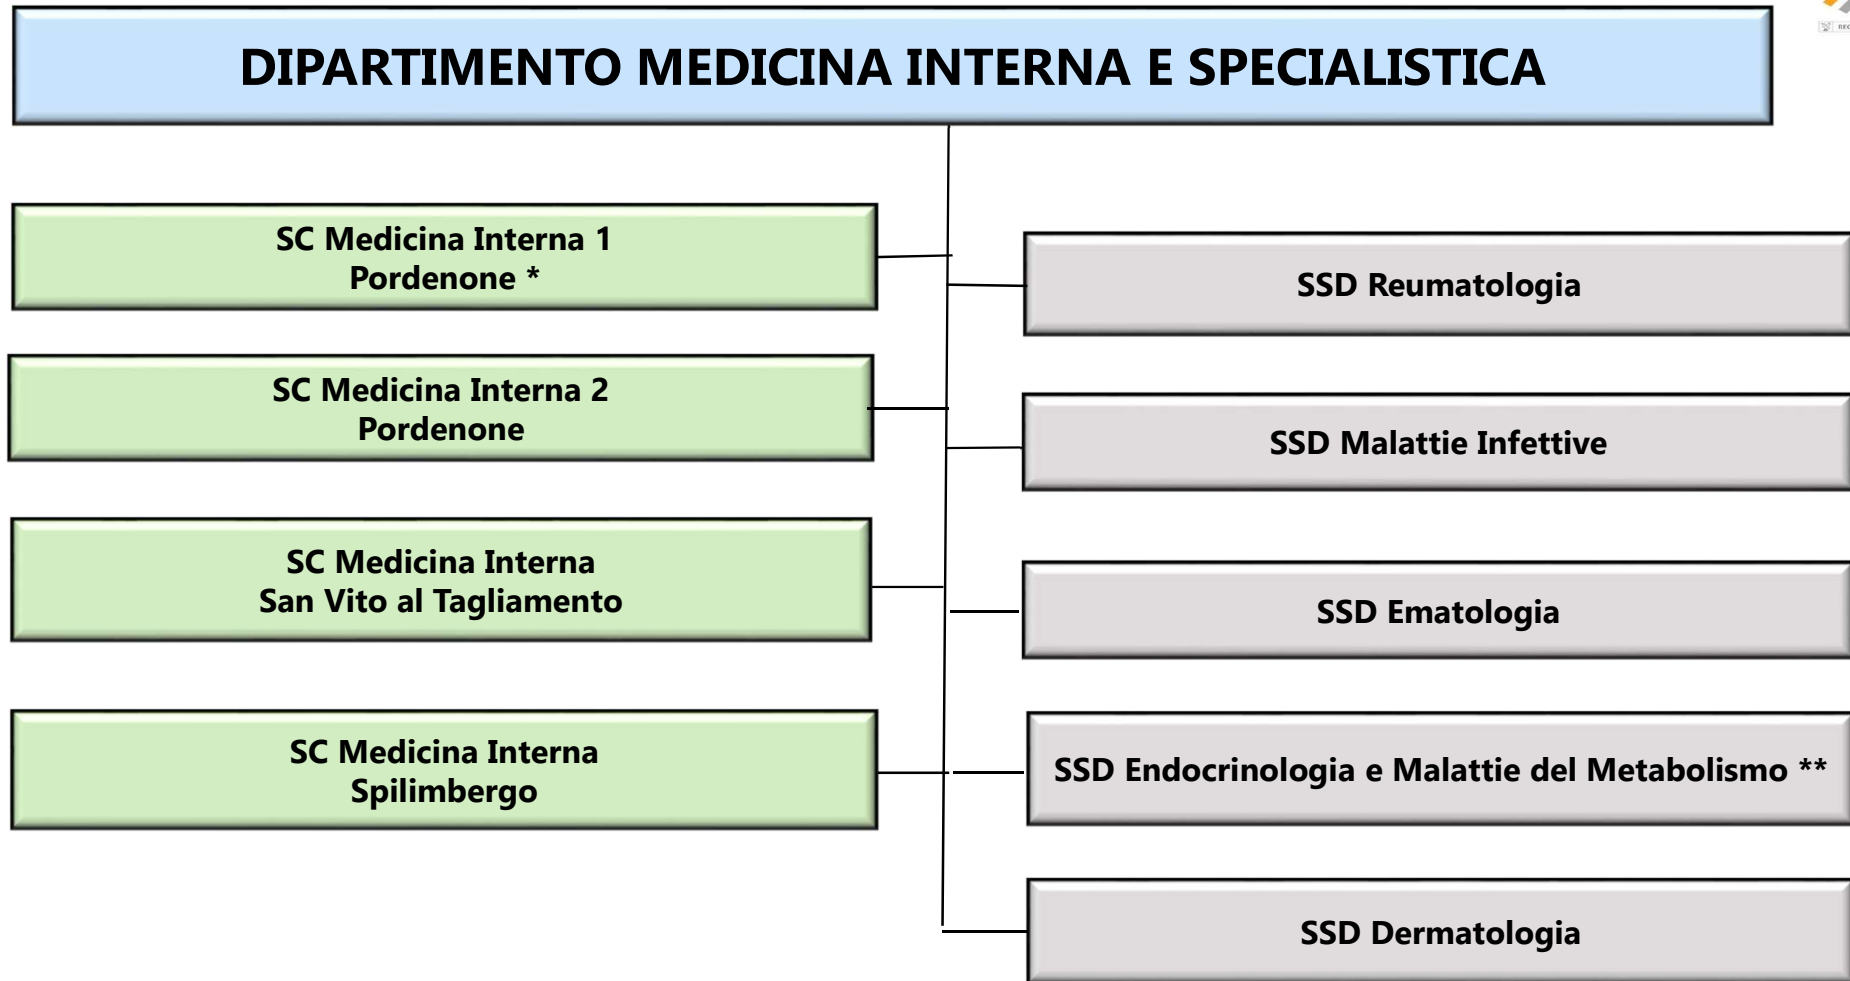 DIPARTIMENTO MEDICINA INTERNA E SPECIALISTICA
SC Medicina Interna 1
Pordenone *
SSD Reumatologia
SC Medicina Interna 2
Pordenone
SSD Malattie Infettive
SC Medicina Interna
San Vito al Tagliamento
SSD Ematologia
SC Medicina Interna
Spilimbergo
SSD Endocrinologia e Malattie del Metabolismo **
SSD Dermatologia